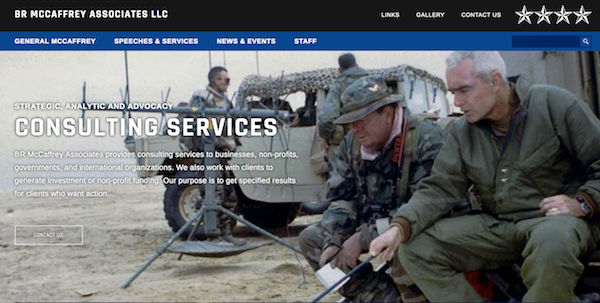 BR MCCAFFREY ASSOCIATES LLC
LINKS GALLERY CONTACT US
GENERAL MCCAFFREY SPEECHES & SERVICES NEWS & EVENTS STAFF
STRATEGIC, ANALYTIC AND ADVOCACY
CONSULTING SERVICES
BR McCaffrey Associates provides consulting services to businesses, non-profits,
governments, and international organizations. We also work with clients to
generate investment or non-profit funding. Our purpose is to get specified results
for clients who want action.
CONTACT US